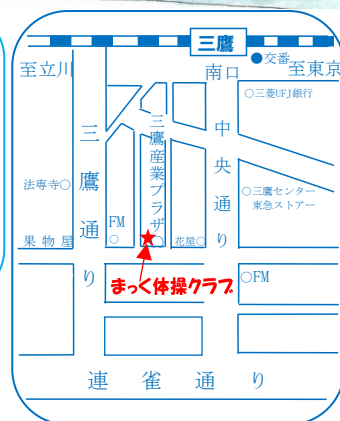 三鷹
至立川
南口
●交番
至東京
○三菱UFJ銀行
三鷹通り
三鷹産業プラザ
中央通り
法専寺○
○三鷹センター
東急ストアー
FM
○
果物屋
花屋○
まっく体操クラブ
○FM
連雀通り